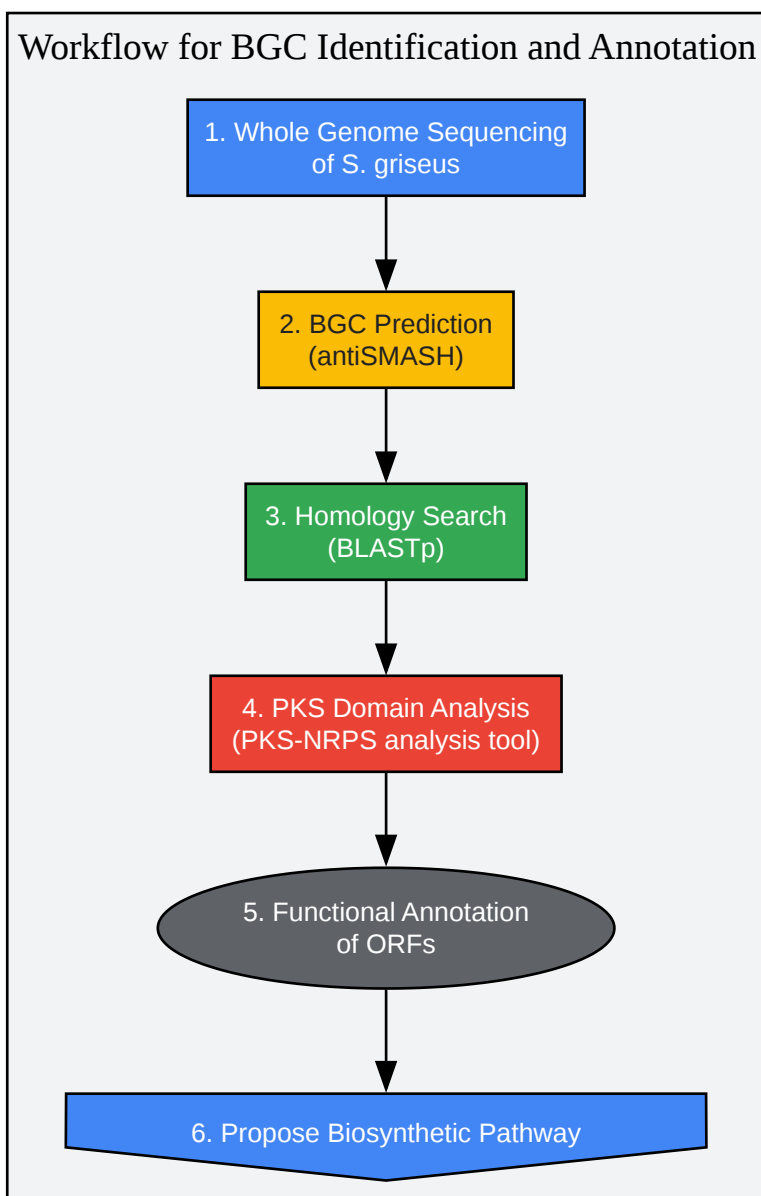 Workflow for BGC Identification and Annotation
1. Whole Genome Sequencing
of S. griseus
2. BGC Prediction
(antiSMASH)
3. Homology Search
(BLASTp)
4. PKS Domain Analysis
(PKS-NRPS analysis tool)
5. Functional Annotation
of ORFs
6. Propose Biosynthetic Pathway